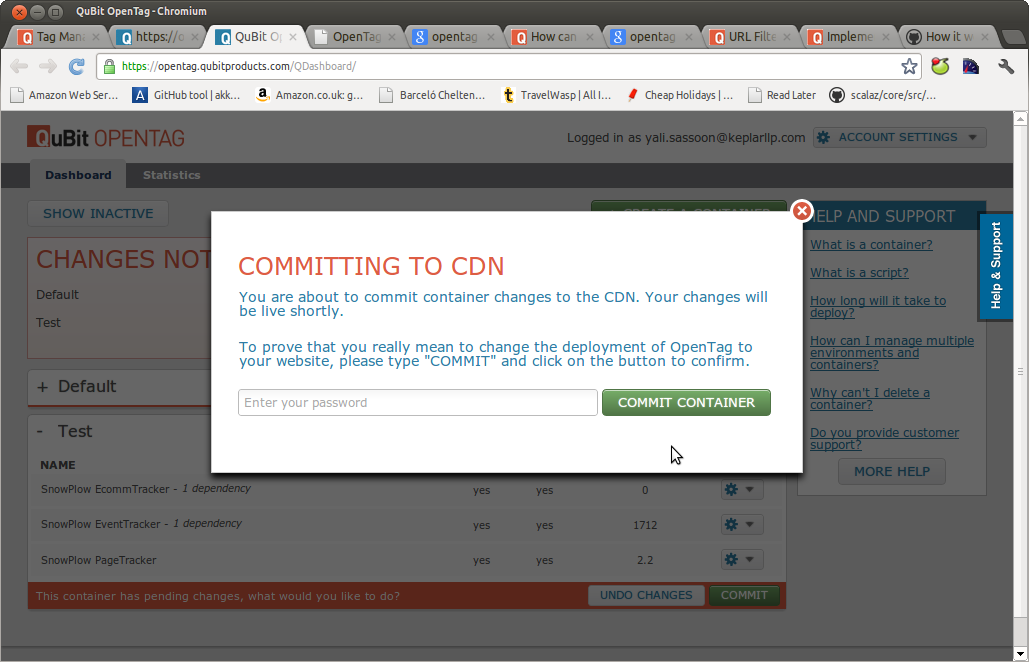 QuBit OpenTag - Chromium
Tag Mana
https://o
QuBit Op
OpenTag
opentag
How can
opentag
URL Filte
Impleme
How it w
https://opentag.qubitproducts.com/QDashboard/
Amazon Web Ser...
GitHub tool | akk...
Amazon.co.uk: g...
Barceló Chelten...
TravelWasp | All I...
Cheap Holidays | ...
Read Later
scalaz/core/src/...
QuBit OPENTAG
Logged in as yali.sassoon@keplarllp.com
ACCOUNT SETTINGS
Dashboard
Statistics
SHOW INACTIVE
CREATE A CONTAINER
CHANGES NOT
Default
Test
+ Default
- Test
NAME
SnowPlow EcommTracker - 1 dependency yes yes 0
SnowPlow EventTracker - 1 dependency yes yes 1712
SnowPlow PageTracker yes yes 2.2
This container has pending changes, what would you like to do?
UNDO CHANGES
COMMIT
COMMITTING TO CDN
You are about to commit container changes to the CDN. Your changes will
be live shortly.
To prove that you really mean to change the deployment of OpenTag to
your website, please type "COMMIT" and click on the button to confirm.
Enter your password
COMMIT CONTAINER
HELP AND SUPPORT
What is a container?
What is a script?
How long will it take to
deploy?
How can I manage multiple
environments and
containers?
Why can't I delete a
container?
Do you provide customer
support?
MORE HELP
Help & Support